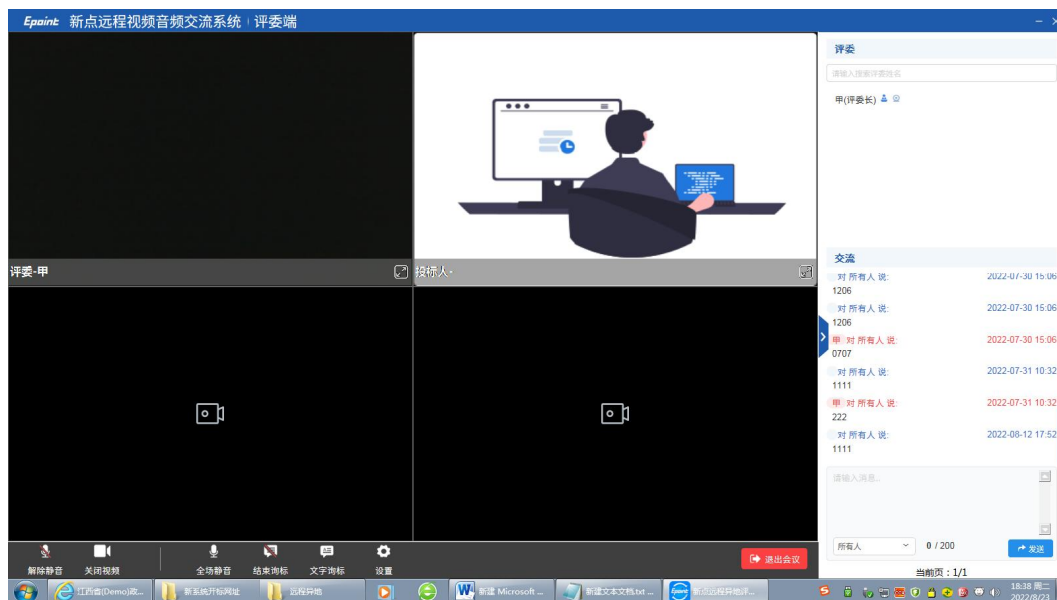 Epoint 新点远程视频音频交流系统 | 评委端
评委
请输入搜索评委姓名
甲(评委长)
评委-甲
投标人-
交流
对 所有人 说: 2022-07-30 15:06
1206
对 所有人 说: 2022-07-30 15:06
1206
甲 对 所有人 说: 2022-07-30 15:06
0707
对 所有人 说: 2022-07-31 10:32
1111
甲 对 所有人 说: 2022-07-31 10:32
222
对 所有人 说: 2022-08-12 17:52
1111
请输入消息..
所有人 0 / 200 发送
当前页：1/1
解除静音 关闭视频 全场静音 结束询标 文字询标 设置 退出会议
江西省(Demo)政... 新系统开标网址 远程异地 新建 Microsoft ... 新建文本文档.txt ... 新点远程异地评...
18:38 周二
2022/8/23